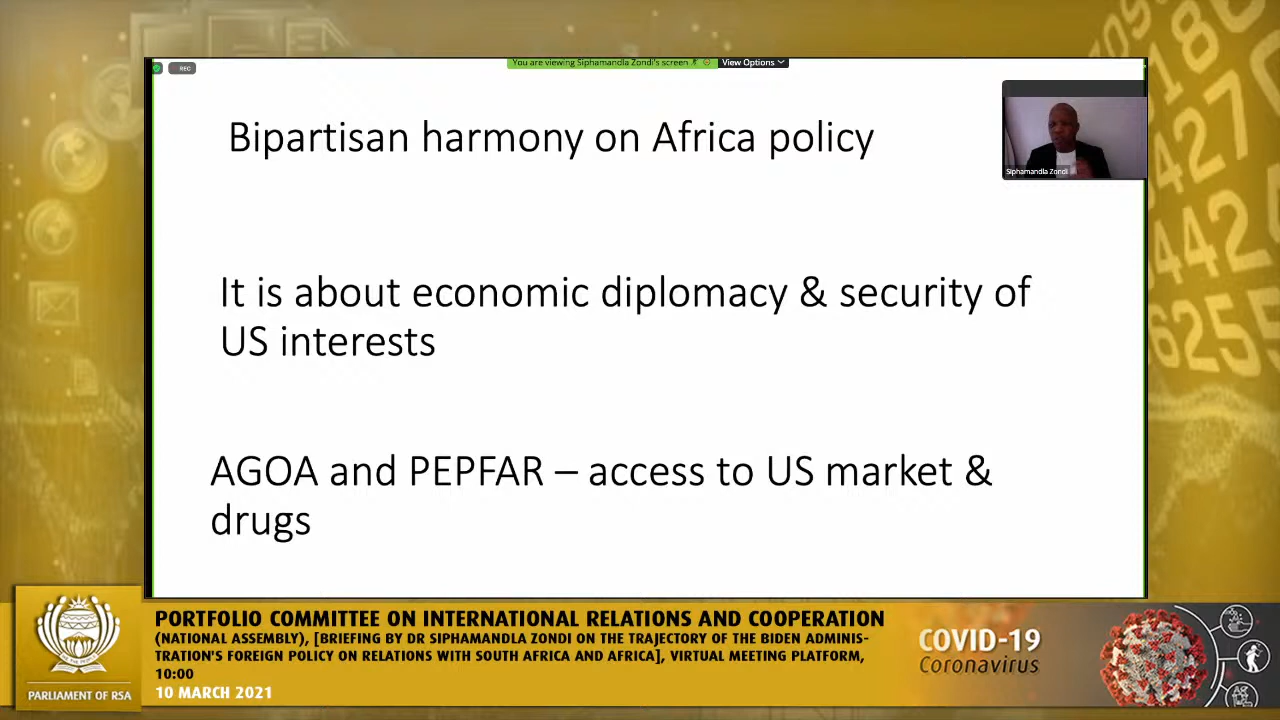 You are viewing Siphamandla Zondi's screen
View Options
REC
Bipartisan harmony on Africa policy
Siphamandla Zondi
It is about economic diplomacy & security of
US interests
AGOA and PEPFAR – access to US market &
drugs
PARLIAMENT OF RSA
PORTFOLIO COMMITTEE ON INTERNATIONAL RELATIONS AND COOPERATION
(NATIONAL ASSEMBLY), [BRIEFING BY DR SIPHAMANDLA ZONDI ON THE TRAJECTORY OF THE BIDEN ADMINIS-
TRATION'S FOREIGN POLICY ON RELATIONS WITH SOUTH AFRICA AND AFRICA], VIRTUAL MEETING PLATFORM,
10:00
10 MARCH 2021
COVID-19
Coronavirus